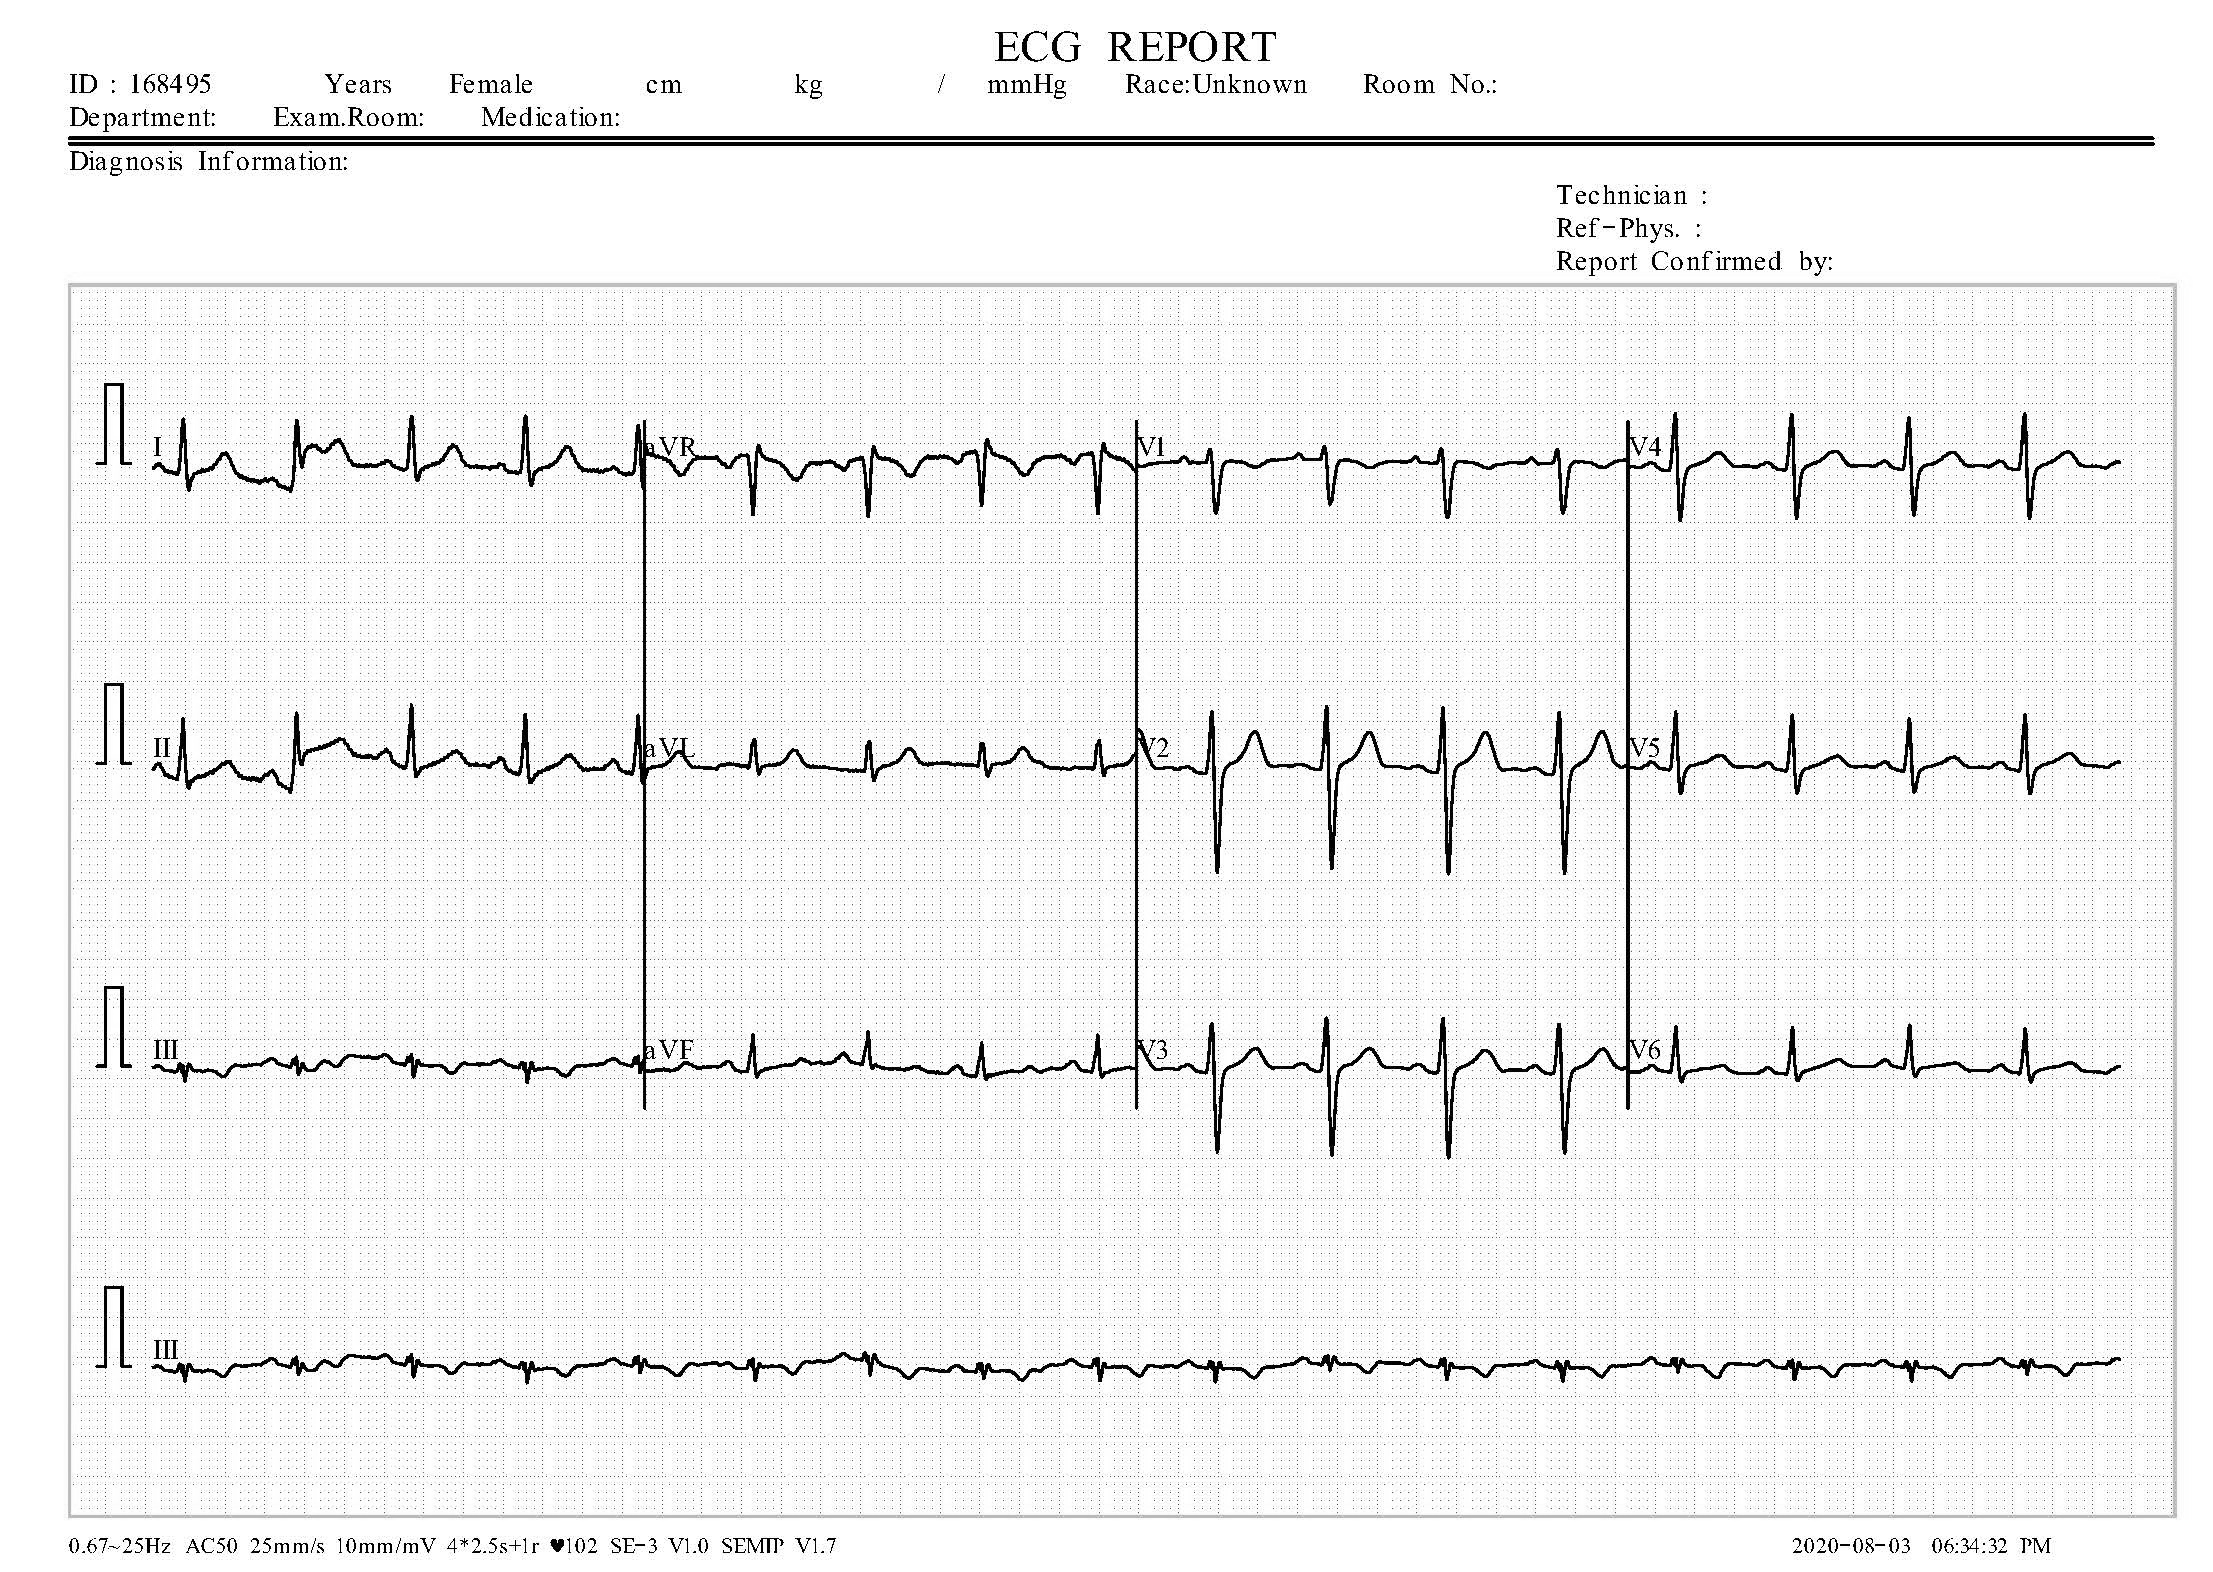 ECG REPORT
ID : 168495 Years Female cm kg / mmHg Race:Unknown Room No.:
Department: Exam.Room: Medication:
Diagnosis Information:
Technician :
Ref-Phys. :
Report Confirmed by:
I aVR V1 V4
II aVL V2 V5
III aVF V3 V6
III
0.67~25Hz AC50 25mm/s 10mm/mV 4*2.5s+1r ♥102 SE-3 V1.0 SEMIP V1.7
2020-08-03 06:34:32 PM